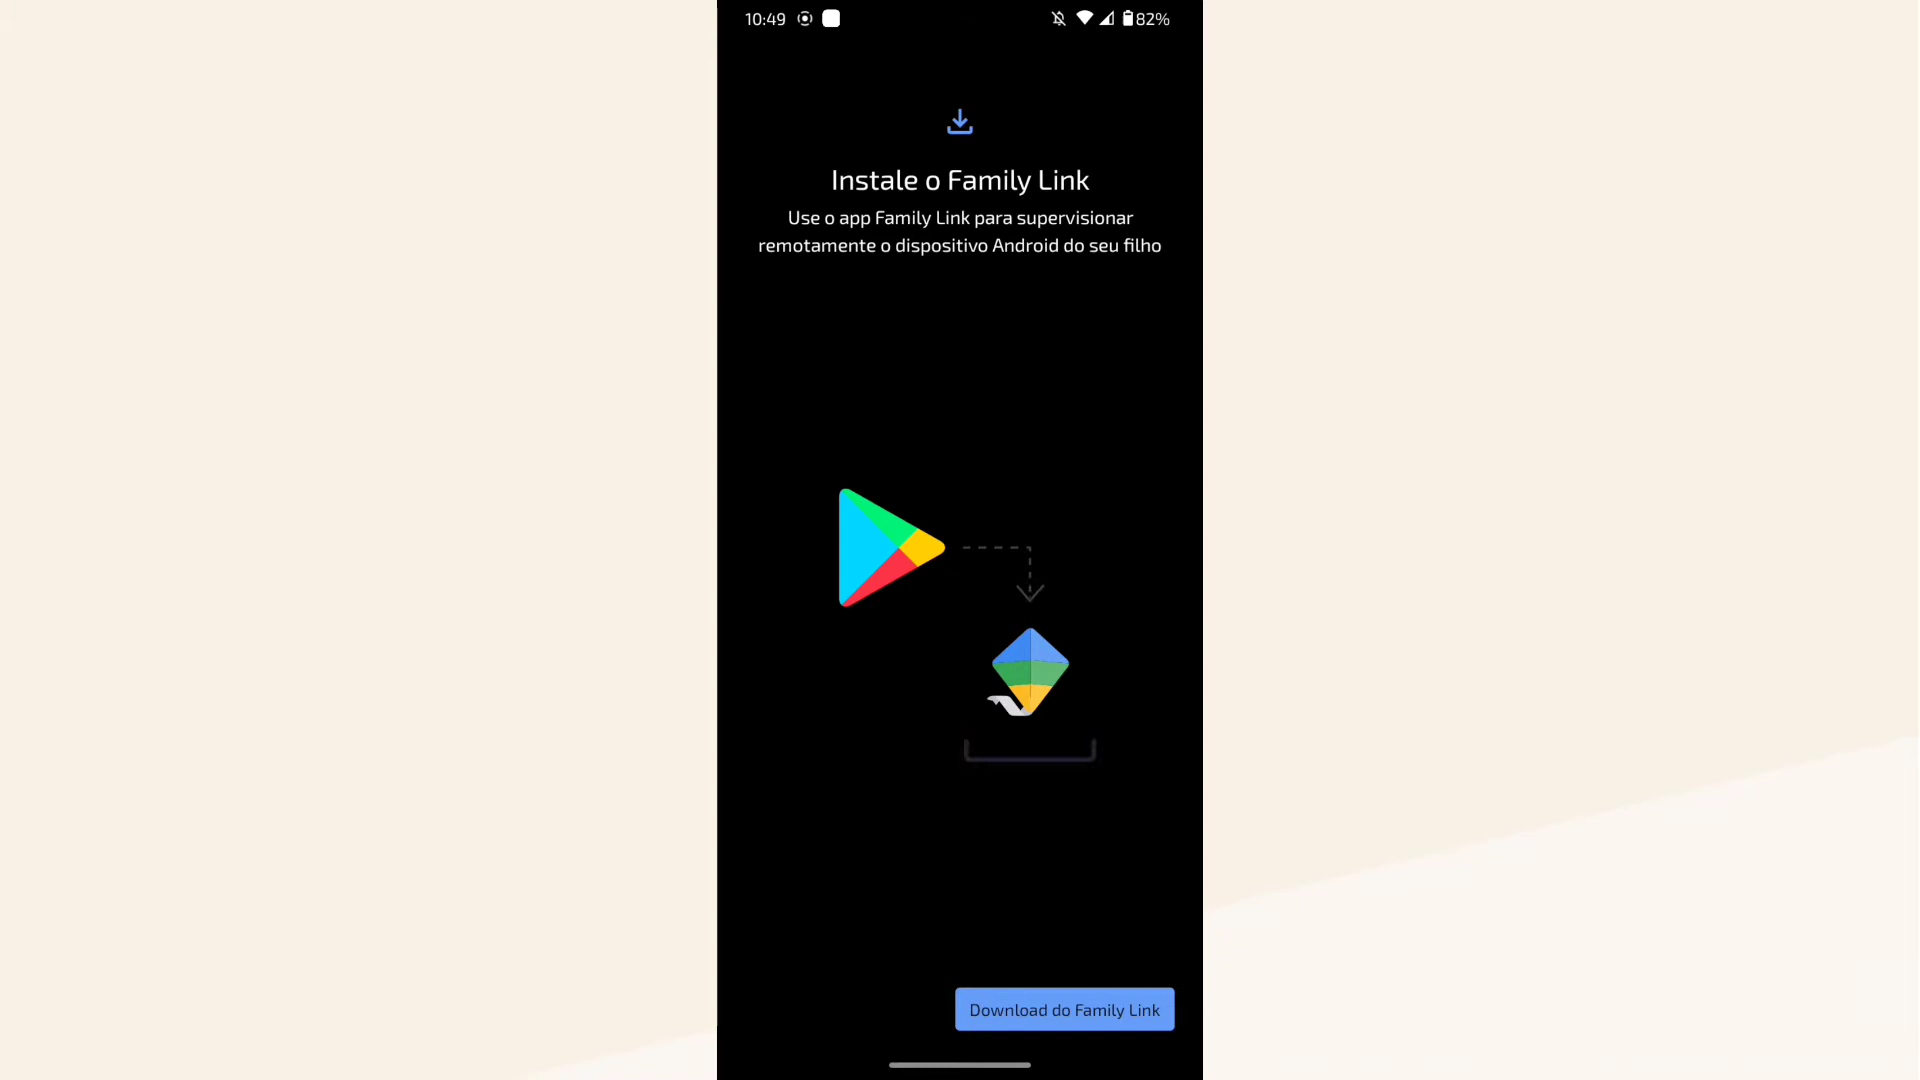 10:49
82%
Instale o Family Link
Use o app Family Link para supervisionar
remotamente o dispositivo Android do seu filho
Download do Family Link